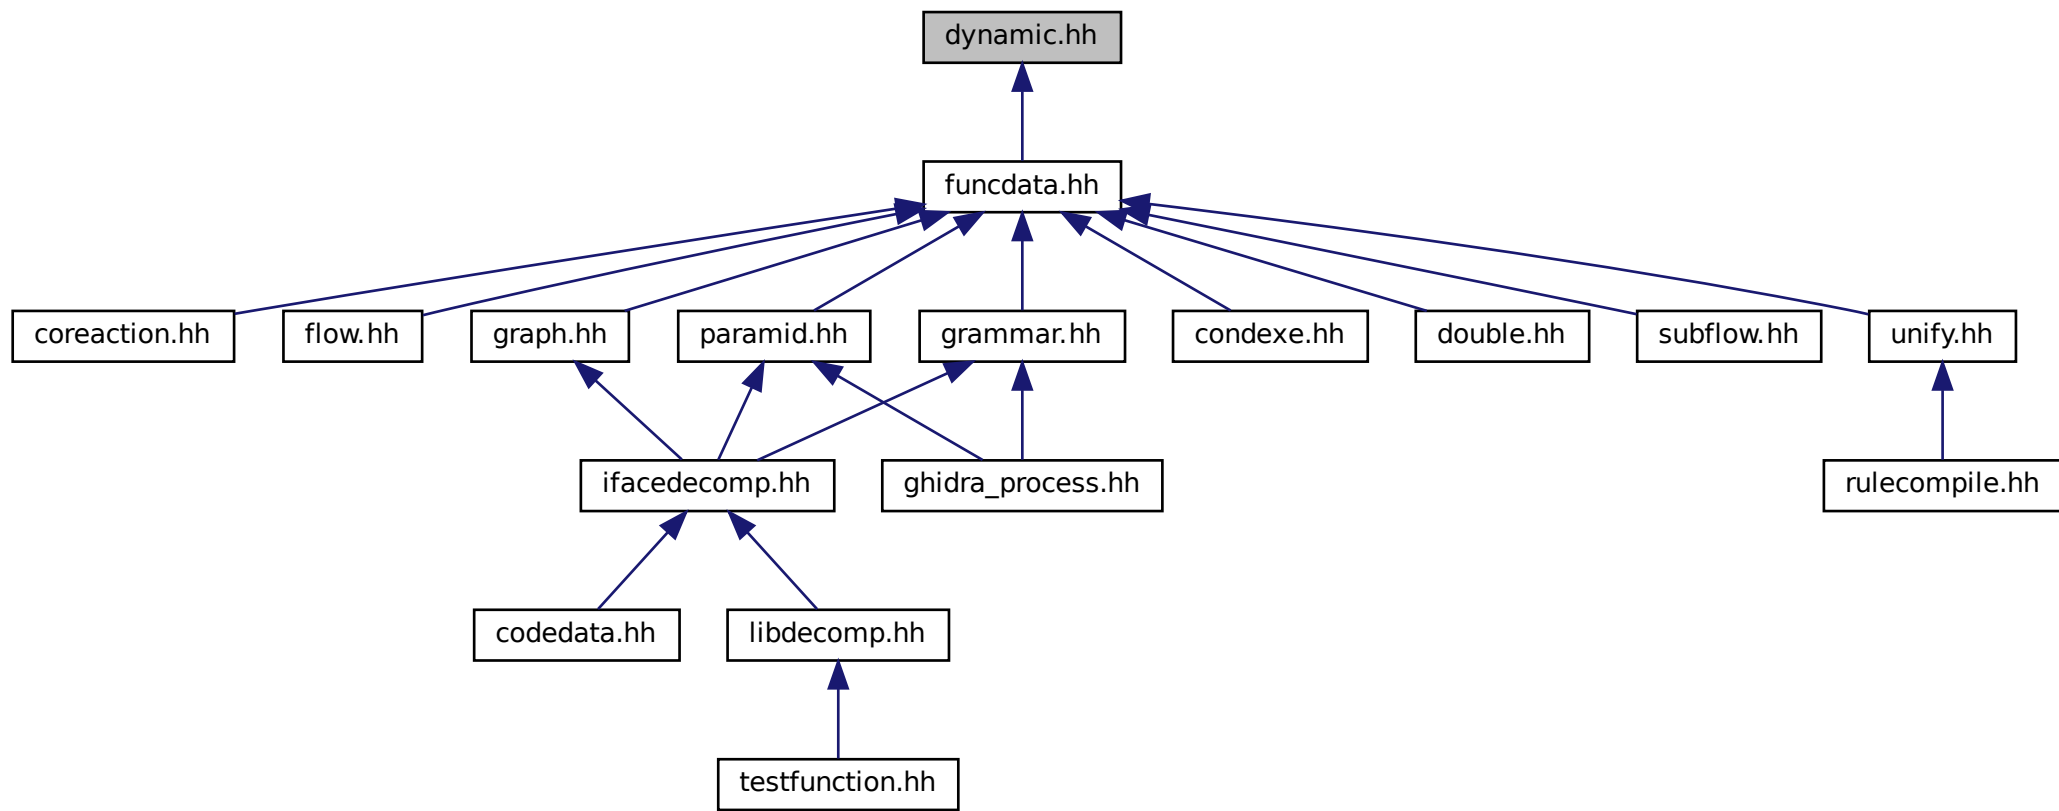 dynamic.hh
funcdata.hh
coreaction.hh
flow.hh
graph.hh
paramid.hh
grammar.hh
condexe.hh
double.hh
subflow.hh
unify.hh
ifacedecomp.hh
ghidra_process.hh
rulecompile.hh
codedata.hh
libdecomp.hh
testfunction.hh